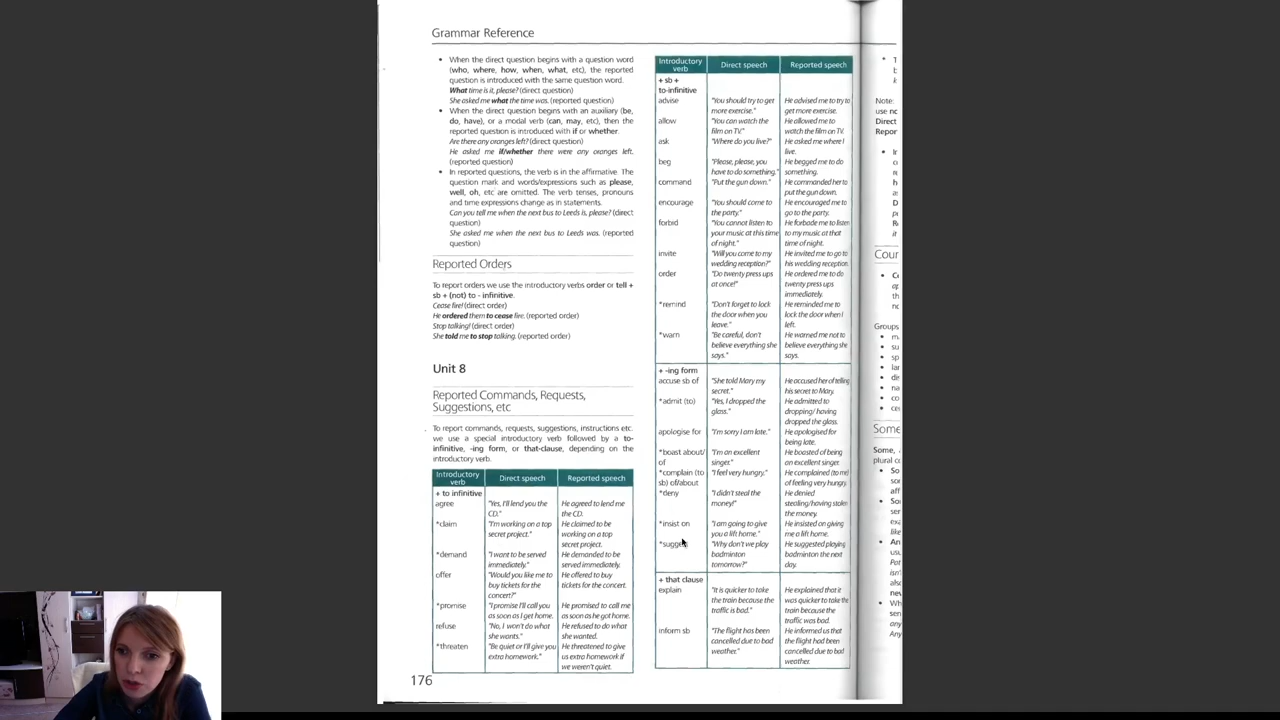 Grammar Reference
• When the direct question begins with a question word
(who, where, how, when, what, etc), the reported
question is introduced with the same question word.
What time is it, please? (direct question)
She asked me what the time was. (reported question)
• When the direct question begins with an auxiliary (be,
do, have), or a modal verb (can, may, etc), then the
reported question is introduced with if or whether.
Are there any oranges left? (direct question)
He asked me if/whether there were any oranges left.
(reported question)
• In reported questions, the verb is in the affirmative. The
question mark and words/expressions such as please,
well, oh, etc are omitted. The verb tenses, pronouns
and time expressions change as in statements.
Can you tell me when the next bus to Leeds is, please? (direct
question)
She asked me when the next bus to Leeds was. (reported
question)
Reported Orders
To report orders we use the introductory verbs order or tell +
sb + (not) to - infinitive.
Cease fire! (direct order)
He ordered them to cease fire. (reported order)
Stop talking! (direct order)
She told me to stop talking. (reported order)
Unit 8
Reported Commands, Requests,
Suggestions, etc
To report commands, requests, suggestions, instructions etc.
we use a special introductory verb followed by a to-
infinitive, -ing form, or that-clause, depending on the
introductory verb.
Introductory
verb
Direct speech
Reported speech
+ to infinitive
agree
"Yes, I'll lend you the
CD."
He agreed to lend me
the CD.
*claim
"I'm working on a top
secret project."
He claimed to be
working on a top
secret project.
*demand
"I want to be served
immediately."
He demanded to be
served immediately.
offer
"Would you like me to
buy tickets for the
concert?"
He offered to buy
tickets for the concert.
*promise
"I promise I'll call you
as soon as I get home.
He promised to call me
as soon as he got home.
refuse
"No, I won't do what
she wants."
He refused to do what
she wanted.
*threaten
"Be quiet or I'll give you
extra homework."
He threatened to give
us extra homework if
we weren't quiet.
176
Introductory
verb
Direct speech
Reported speech
+ sb +
to-infinitive
advise
"You should try to get
more exercise."
He advised me to try to
get more exercise.
allow
"You can watch the
film on TV."
He allowed me to
watch the film on TV.
ask
"Where do you live?"
He asked me where I
live.
beg
"Please, please, you
have to do something."
He begged me to do
something.
command
"Put the gun down."
He commanded her to
put the gun down.
encourage
"You should come to
the party."
He encouraged me to
go to the party.
forbid
"You cannot listen to
your music at this time
of night."
He forbade me to listen
to my music at that
time of night.
invite
"Will you come to my
wedding reception?"
He invited me to go to
his wedding reception.
order
"Do twenty press ups
at once!"
He ordered me to do
twenty press ups
immediately.
*remind
"Don't forget to lock
the door when you
leave."
He reminded me to
lock the door when I
left.
*warn
"Be careful, don't
believe everything she
says."
He warned me not to
believe everything she
says.
+ -ing form
accuse sb of
"She told Mary my
secret."
He accused her of telling
his secret to Mary.
*admit (to)
"Yes, I dropped the
glass."
He admitted to
dropping/ having
dropped the glass.
apologise for
"I'm sorry I am late."
He apologised for
being late.
*boast about/
of
"I'm an excellent
singer."
He boasted of being
an excellent singer.
*complain (to
sb) of/about
"I feel very hungry."
He complained (to me)
of feeling very hungry.
*deny
"I didn't steal the
money!"
He denied
stealing/having stolen
the money.
*insist on
"I am going to give
you a lift home."
He insisted on giving
me a lift home.
*suggest
"Why don't we play
badminton
tomorrow?"
He suggested playing
badminton the next
day.
+ that clause
explain
"It is quicker to take
the train because the
traffic is bad."
He explained that it
was quicker to take the
train because the
traffic was bad.
inform sb
"The flight has been
cancelled due to bad
weather."
He informed us that
the flight had been
cancelled due to bad
weather.
Note:
use
Direct
Repor
Cour
Groups
Some
Some,
plural